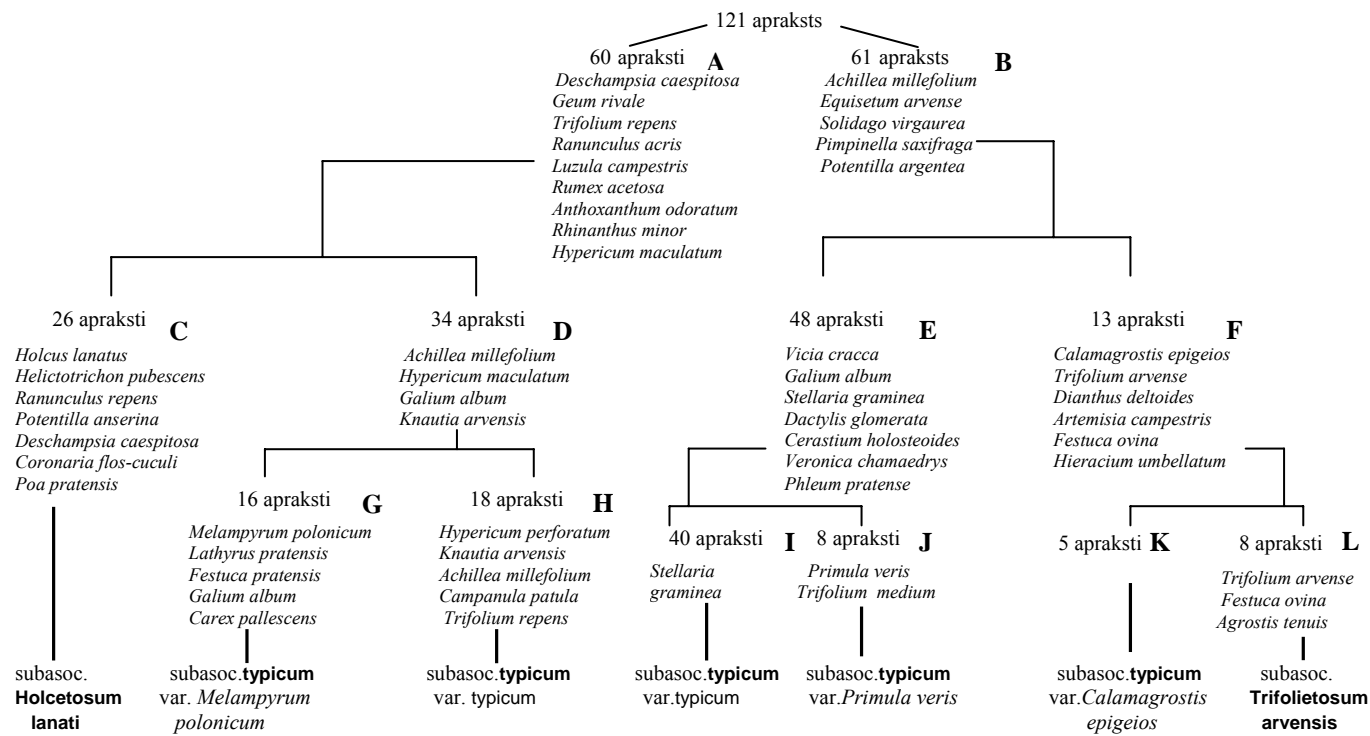 121 apraksts
60 apraksti A
Deschampsia caespitosa
Geum rivale
Trifolium repens
Ranunculus acris
Luzula campestris
Rumex acetosa
Anthoxanthum odoratum
Rhinanthus minor
Hypericum maculatum
61 apraksts B
Achillea millefolium
Equisetum arvense
Solidago virgaurea
Pimpinella saxifraga
Potentilla argentea
26 apraksti C
Holcus lanatus
Helictotrichon pubescens
Ranunculus repens
Potentilla anserina
Deschampsia caespitosa
Coronaria flos-cuculi
Poa pratensis
34 apraksti D
Achillea millefolium
Hypericum maculatum
Galium album
Knautia arvensis
48 apraksti E
Vicia cracca
Galium album
Stellaria graminea
Dactylis glomerata
Cerastium holosteoides
Veronica chamaedrys
Phleum pratense
13 apraksti F
Calamagrostis epigeios
Trifolium arvense
Dianthus deltoides
Artemisia campestris
Festuca ovina
Hieracium umbellatum
16 apraksti G
Melampyrum polonicum
Lathyrus pratensis
Festuca pratensis
Galium album
Carex pallescens
18 apraksti H
Hypericum perforatum
Knautia arvensis
Achillea millefolium
Campanula patula
Trifolium repens
40 apraksti I
Stellaria
graminea
8 apraksti J
Primula veris
Trifolium medium
5 apraksti K
8 apraksti L
Trifolium arvense
Festuca ovina
Agrostis tenuis
subasoc.
Holcetosum
lanati
subasoc.typicum
var. Melampyrum
polonicum
subasoc.typicum
var. typicum
subasoc.typicum
var.typicum
subasoc.typicum
var.Primula veris
subasoc.typicum
var.Calamagrostis
epigeios
subasoc.
Trifolietosum
arvensis